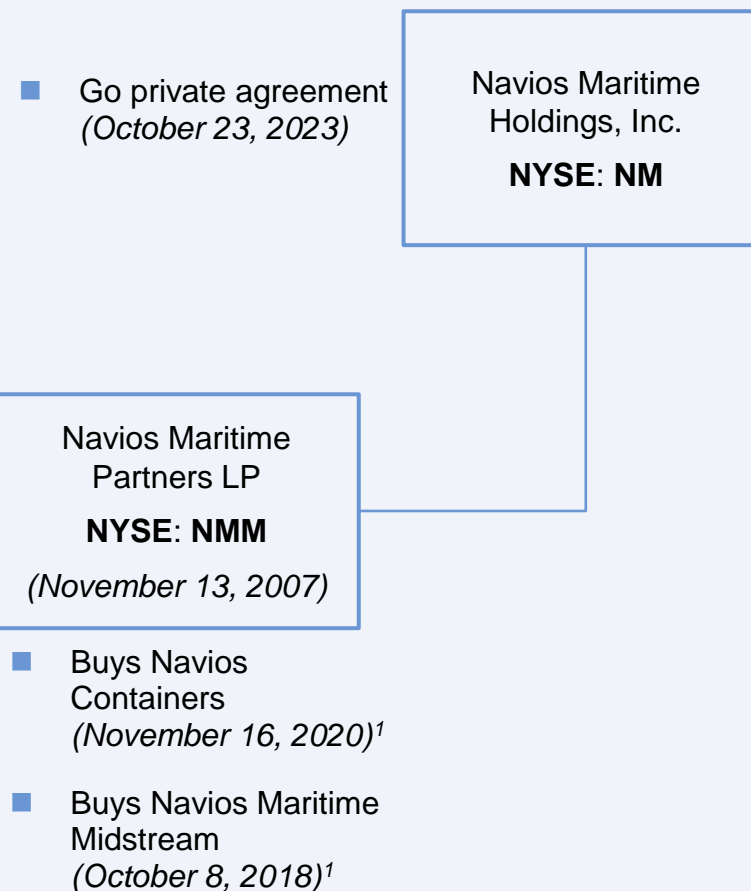 Go private agreement
(October 23, 2023)
Navios Maritime
Holdings, Inc.
NYSE: NM
Navios Maritime
Partners LP
NYSE: NMM
(November 13, 2007)
Buys Navios
Containers
(November 16, 2020)1
Buys Navios Maritime
Midstream
(October 8, 2018)1